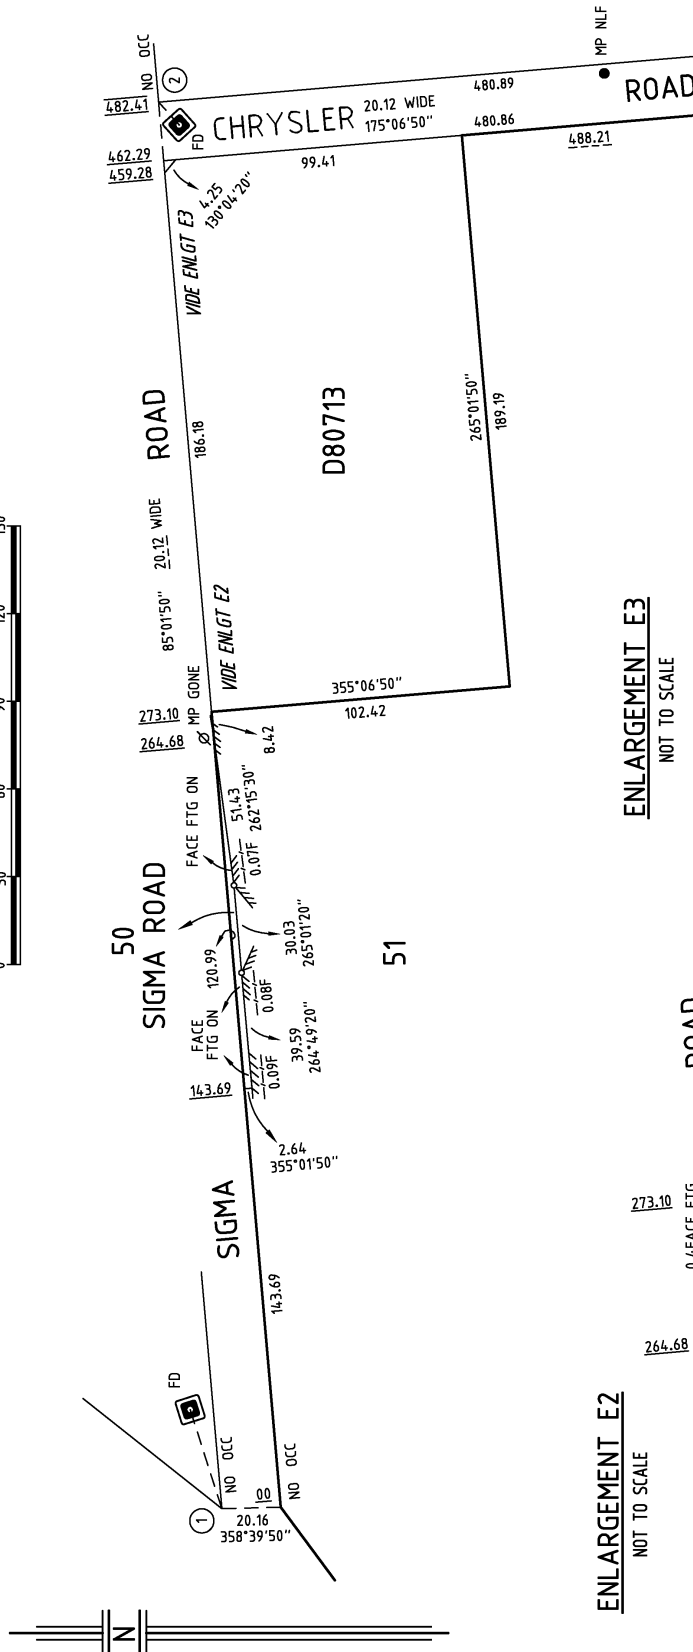 NO OCC
2
482.41
FD
CHRYSLER
20.12 WIDE
175°06'50"
480.89
480.86
MP NLF
ROAD
488.21
462.29
459.28
99.41
4.25
130°04'20"
VIDE ENLGT E3
ROAD
186.18
D80713
265°01'50"
189.19
20.12 WIDE
85°01'50"
VIDE ENLGT E2
355°06'50"
102.42
273.10
MP GONE
264.68
8.42
FACE FTG ON
51.43
262°15'30"
0.07F
50
SIGMA ROAD
120.99
30.03
265°01'20"
51
0.08F
FACE
FTG ON
39.59
264°49'20"
0.09F
143.69
2.64
355°01'50"
SIGMA
143.69
FD
NO OCC
1
00
NO OCC
20.16
358°39'50"
N
120
ENLARGEMENT E3
NOT TO SCALE
ROAD
273.10
264.68
ENLARGEMENT E2
NOT TO SCALE